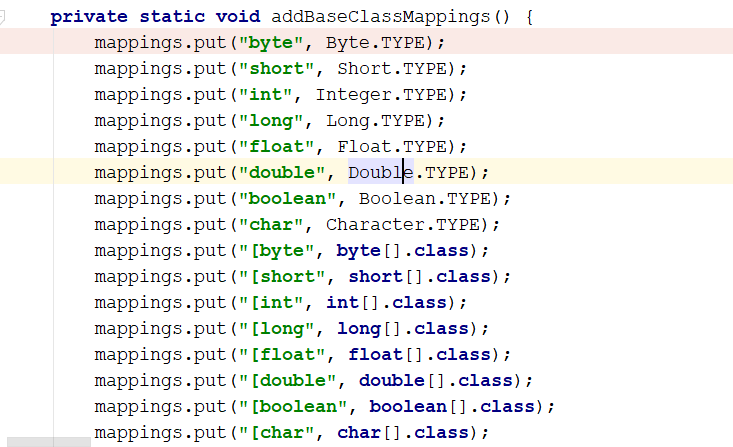 private static void addBaseClassMappings() {
mappings.put("byte", Byte.TYPE);
mappings.put("short", Short.TYPE);
mappings.put("int", Integer.TYPE);
mappings.put("long", Long.TYPE);
mappings.put("float", Float.TYPE);
mappings.put("double", Double.TYPE);
mappings.put("boolean", Boolean.TYPE);
mappings.put("char", Character.TYPE);
mappings.put("[byte", byte[].class);
mappings.put("[short", short[].class);
mappings.put("[int", int[].class);
mappings.put("[long", long[].class);
mappings.put("[float", float[].class);
mappings.put("[double", double[].class);
mappings.put("[boolean", boolean[].class);
mappings.put("[char", char[].class);